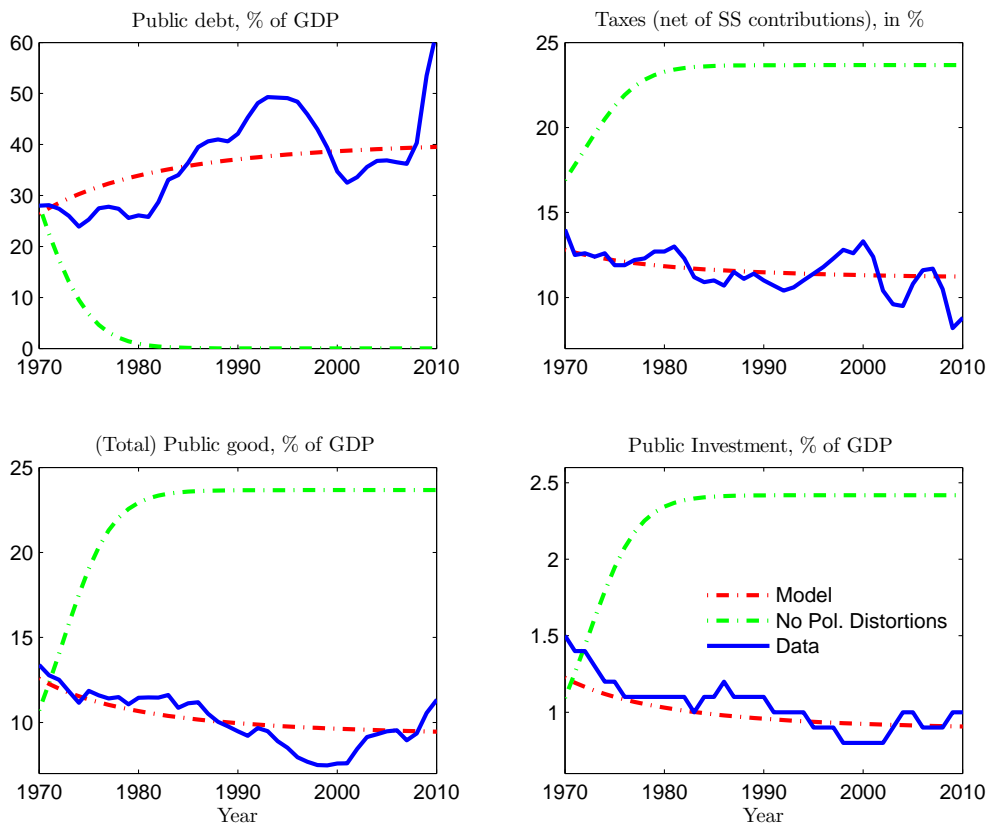 Public debt, % of GDP
60
50
40
30
20
10
0
1970 1980 1990 2000 2010
Taxes (net of SS contributions), in %
25
20
15
10
1970 1980 1990 2000 2010
(Total) Public good, % of GDP
25
20
15
10
1970 1980 1990 2000 2010
Year
Public Investment, % of GDP
2.5
2
1.5
1
Model
No Pol. Distortions
Data
1970 1980 1990 2000 2010
Year